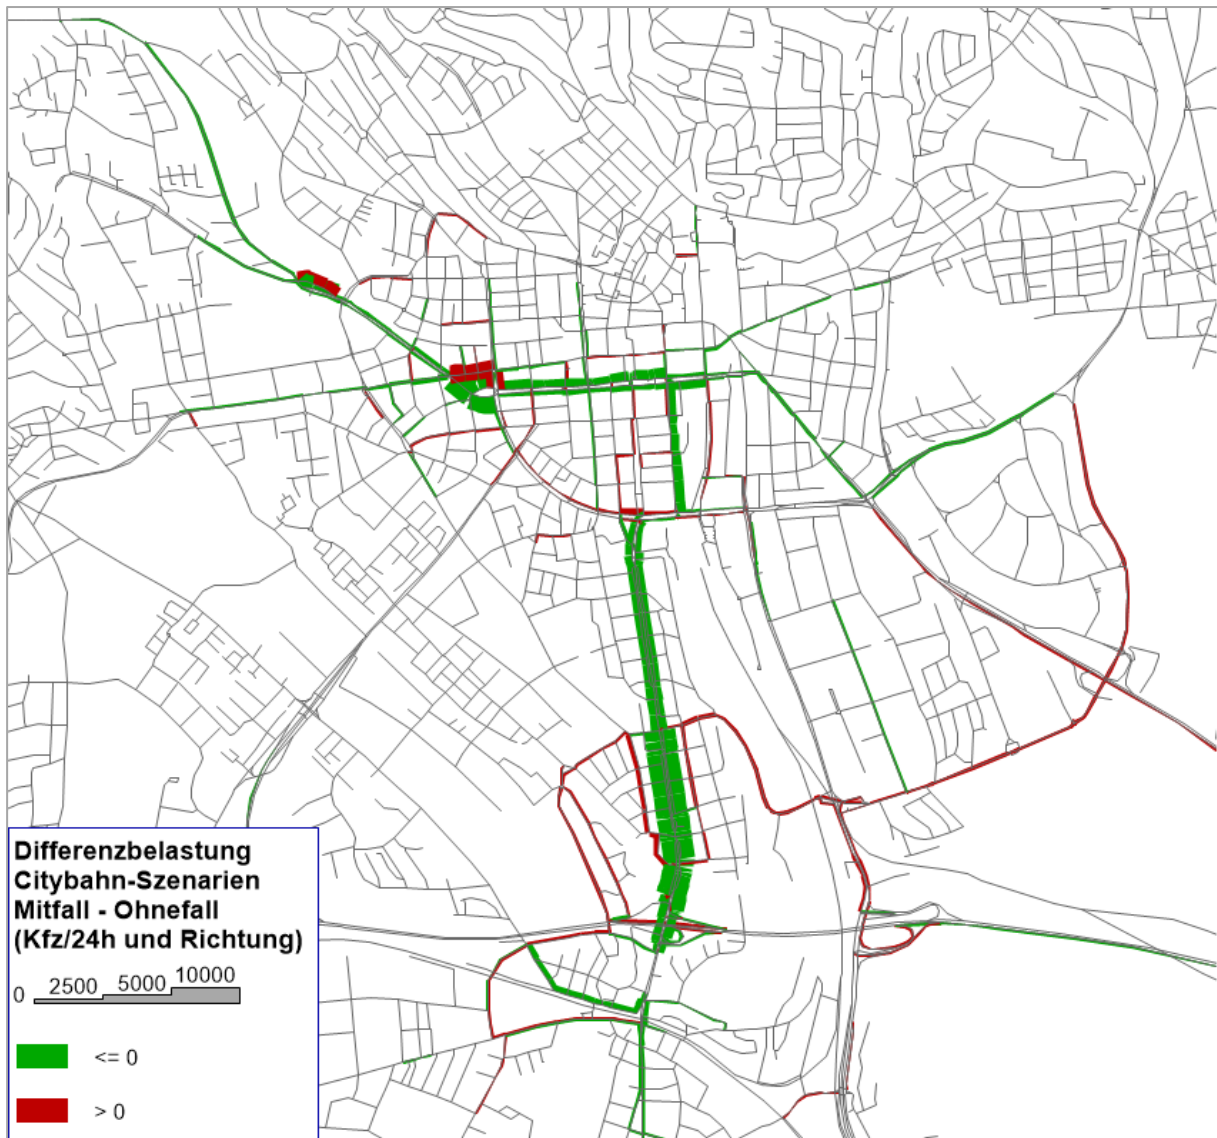 Differenzbelastung
Citybahn-Szenarien
Mitfall - Ohnefall
(Kfz/24h und Richtung)
0 2500 5000 10000
<= 0
> 0